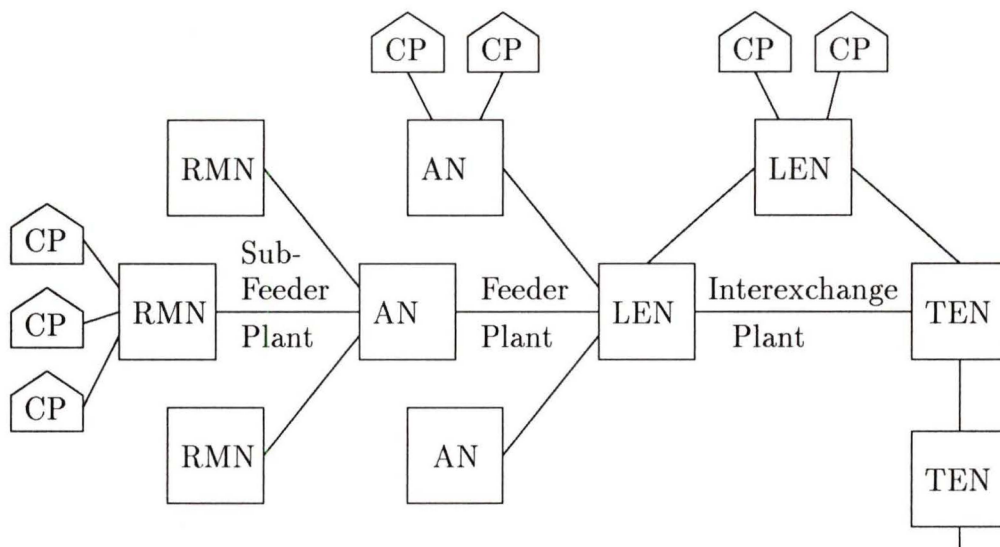 CP CP CP CP
RMN AN LEN
CP
Sub-
Feeder Feeder Interexchange
RMN AN LEN TEN
CP
Plant Plant Plant
CP
RMN AN TEN